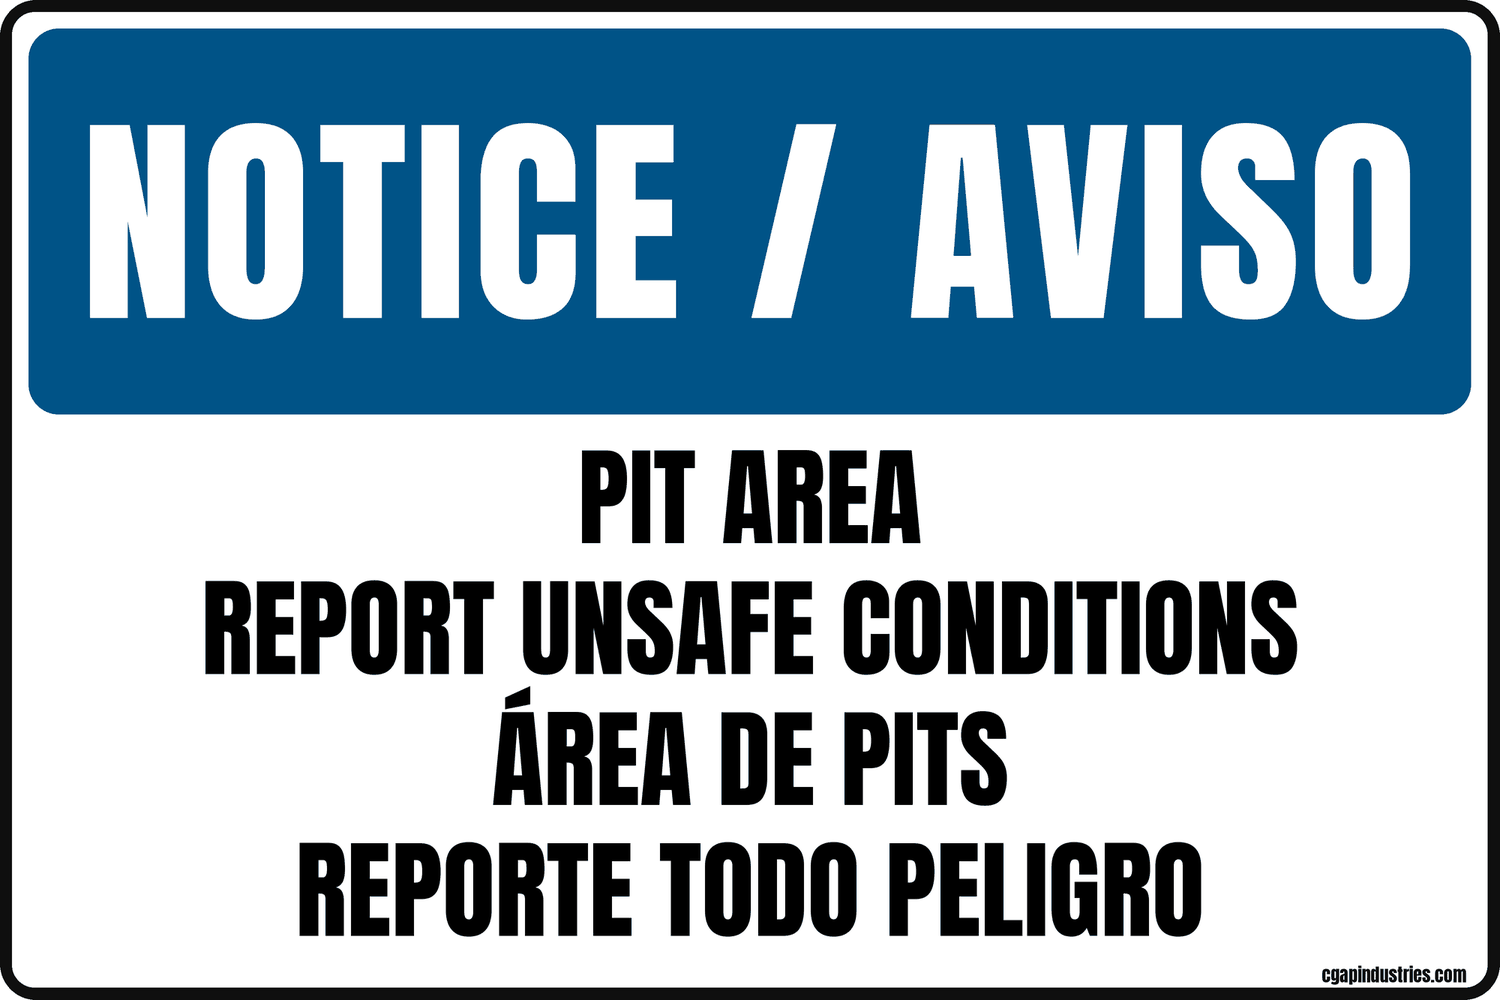 NOTICE / AVISO
PIT AREA
REPORT UNSAFE CONDITIONS
ÁREA DE PITS
REPORTE TODO PELIGRO
cgapindustries.com